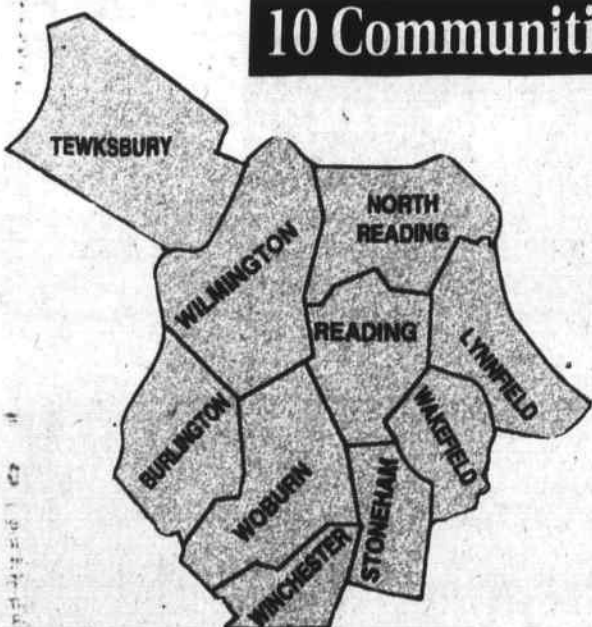 10 Communiti
TEWKSBURY
NORTH
READING
WILMINGTON
READING
LYNNFIELD
BURLINGTON
WAKEFIELD
WOBURN
STONEHAM
WINCHESTER